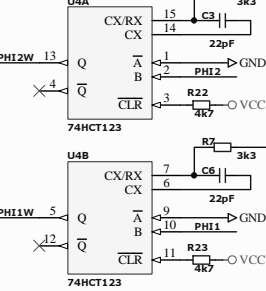 U4A
3k3
CX/RX 15 C3
CX 14
22pF
PHI2W 13 Q A 1 GND
B 2 PHI2
4 Q
CLR 3 R22 VCC
4k7
74HCT123
U4B R7
3k3
CX/RX 7 C6
CX 6
22pF
PHI1W 5 Q A 9 GND
B 10 PHI1
12 Q
CLR 11 R23 VCC
4k7
74HCT123